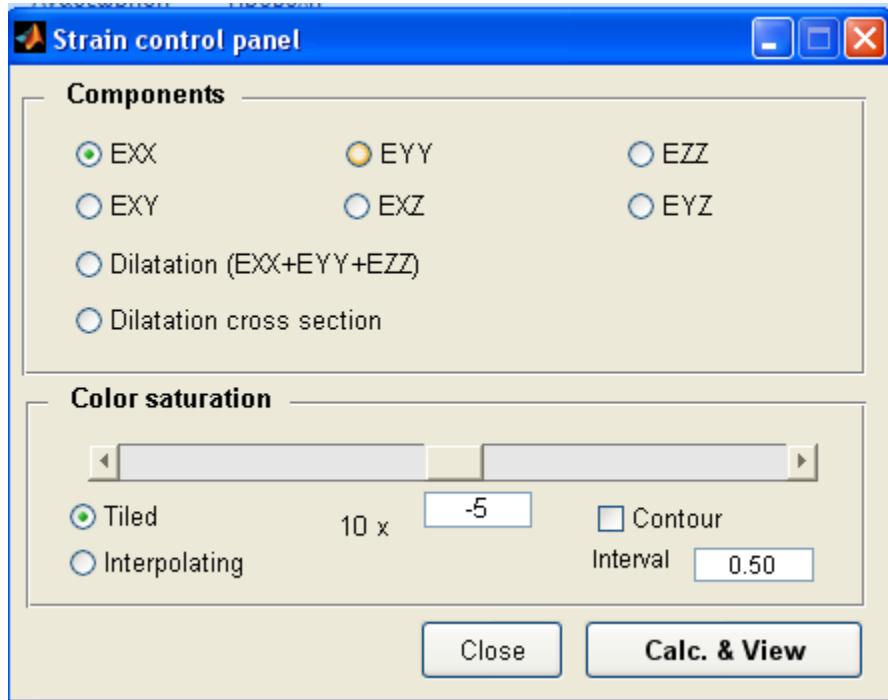 Strain control panel
Components
EXX EYY EZZ
EXY EXZ EYZ
Dilatation (EXX+EYY+EZZ)
Dilatation cross section
Color saturation
Tiled 10 x -5 Contour
Interpolating Interval 0.50
Close Calc. & View